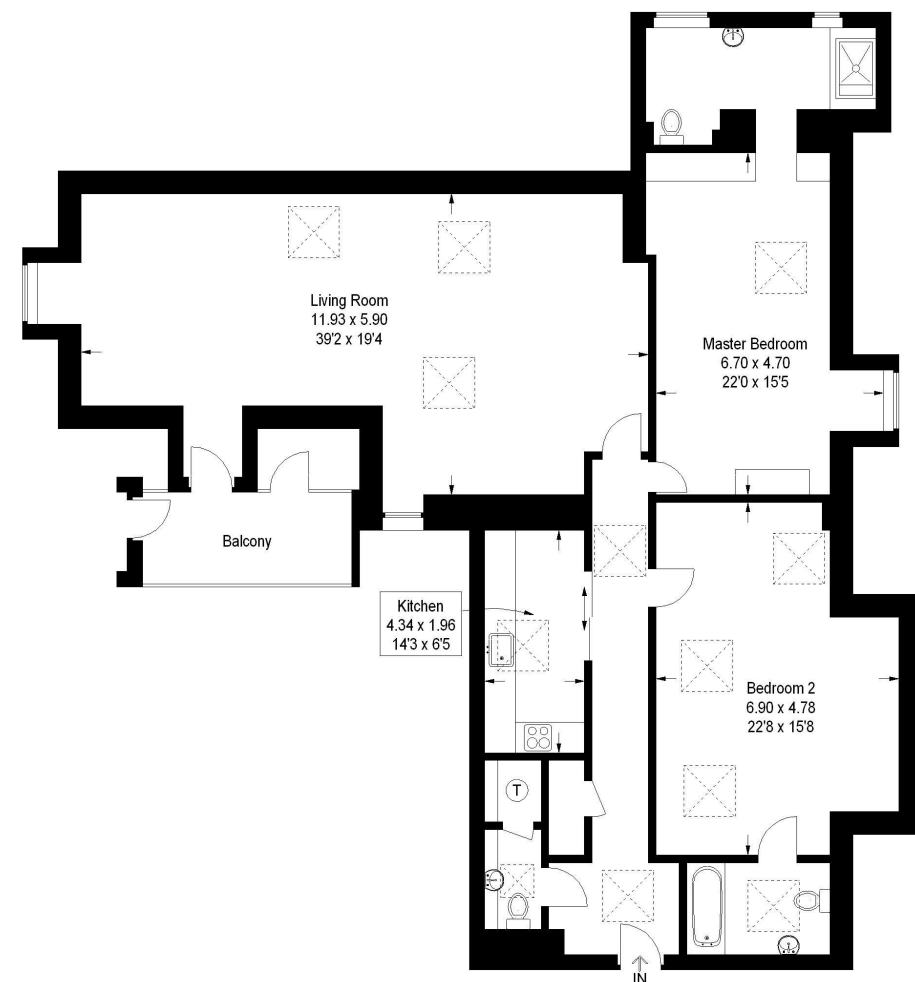 Living Room
11.93 x 5.90
39'2 x 19'4
Master Bedroom
6.70 x 4.70
22'0 x 15'5
Balcony
Kitchen
4.34 x 1.96
14'3 x 6'5
Bedroom 2
6.90 x 4.78
22'8 x 15'8
T
IN